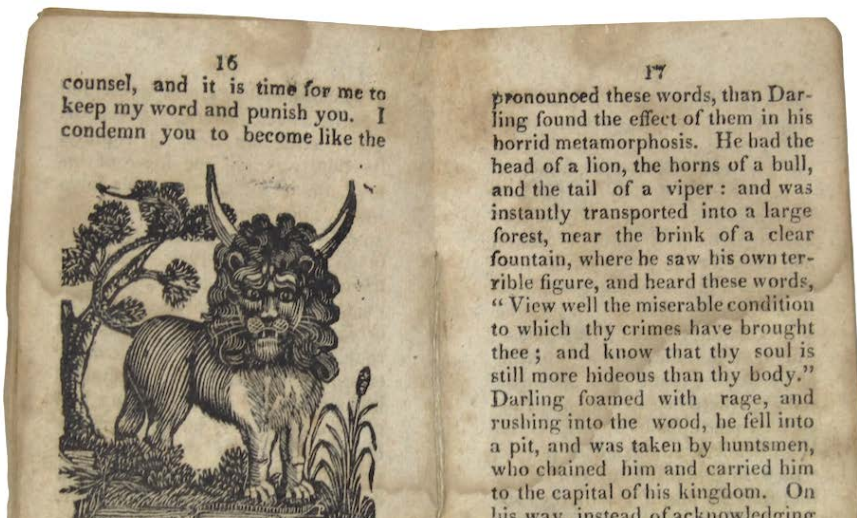 16
counsel, and it is time for me to
keep my word and punish you. I
condemn you to become like the
17
pronounced these words, than Dar-
ling found the effect of them in his
horrid metamorphosis. He had the
head of a lion, the horns of a bull,
and the tail of a viper : and was
instantly transported into a large
forest, near the brink of a clear
fountain, where he saw his own ter-
rible figure, and heard these words,
“ View well the miserable condition
to which thy crimes have brought
thee ; and know that thy soul is
still more hideous than thy body.”
Darling foamed with rage, and
rushing into the wood, he fell into
a pit, and was taken by huntsmen,
who chained him and carried him
to the capital of his kingdom. On
his way, instead of acknowledging